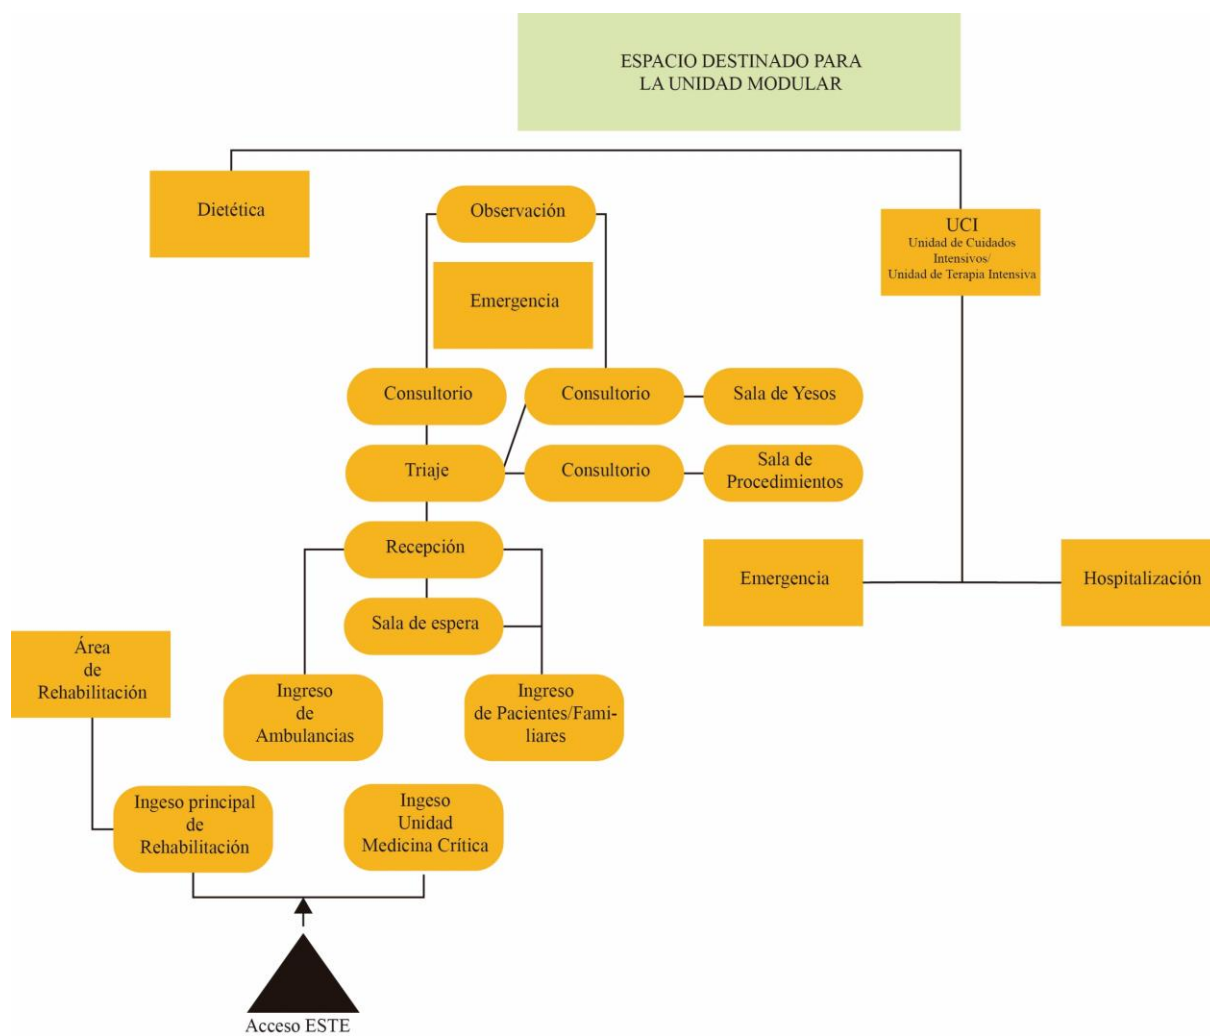 ESPACIO DESTINADO PARA
LA UNIDAD MODULAR
Dietética
Observación
UCI
Unidad de Cuidados
Intensivos/
Unidad de Terapia Intensiva
Emergencia
Consultorio
Consultorio
Sala de Yesos
Triaje
Consultorio
Sala de
Procedimientos
Recepción
Emergencia
Hospitalización
Sala de espera
Área
de
Rehabilitación
Ingreso
de
Ambulancias
Ingreso
de Pacientes/Fami-
liares
Ingeso principal
de
Rehabilitación
Ingeso
Unidad
Medicina Crítica
Acceso ESTE